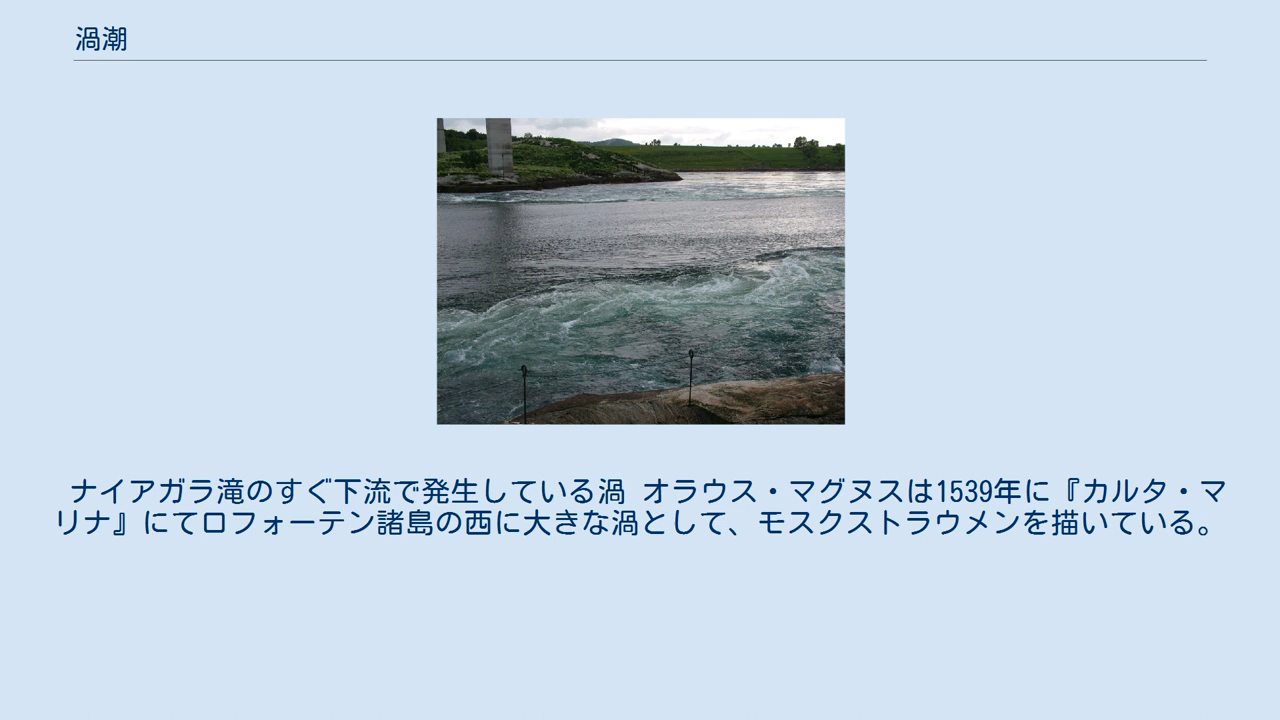 渦潮
ナイアガラ滝のすぐ下流で発生している渦 オラウス・マグヌスは1539年に『カルタ・マ
リナ』にてロフォーテン諸島の西に大きな渦として、モスクストラウメンを描いている。